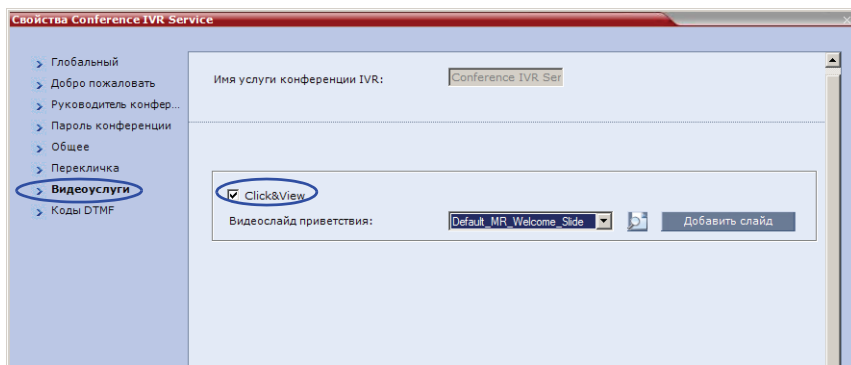 Свойства Conference IVR Service
Глобальный
Добро пожаловать
Руководитель конфер...
Пароль конференции
Общее
Перекличка
Видеоуслуги
Коды DTMF
Имя услуги конференции IVR:
Conference IVR Ser
Click&View
Видеослайд приветствия:
Default_MR_Welcome_Slide
Добавить слайд